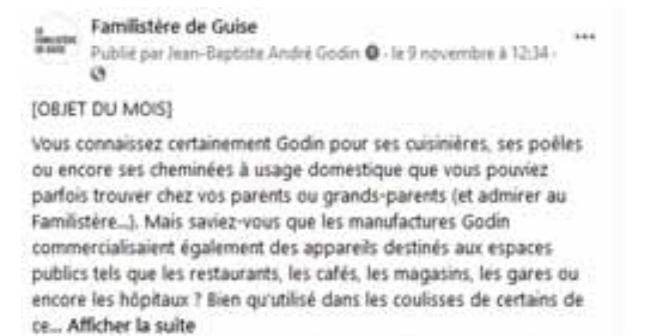 LE
FAMILISTÈRE
DE GUISE
Familistère de Guise
Publié par Jean-Baptiste André Godin · le 9 novembre à 12:34 ·
[OBJET DU MOIS]
Vous connaissez certainement Godin pour ses cuisinières, ses poêles
ou encore ses cheminées à usage domestique que vous pouviez
parfois trouver chez vos parents ou grands-parents (et admirer au
Familistère...). Mais saviez-vous que les manufactures Godin
commercialisaient également des appareils destinés aux espaces
publics tels que les restaurants, les cafés, les magasins, les gares ou
encore les hôpitaux ? Bien qu'utilisé dans les coulisses de certains de
ce... Afficher la suite